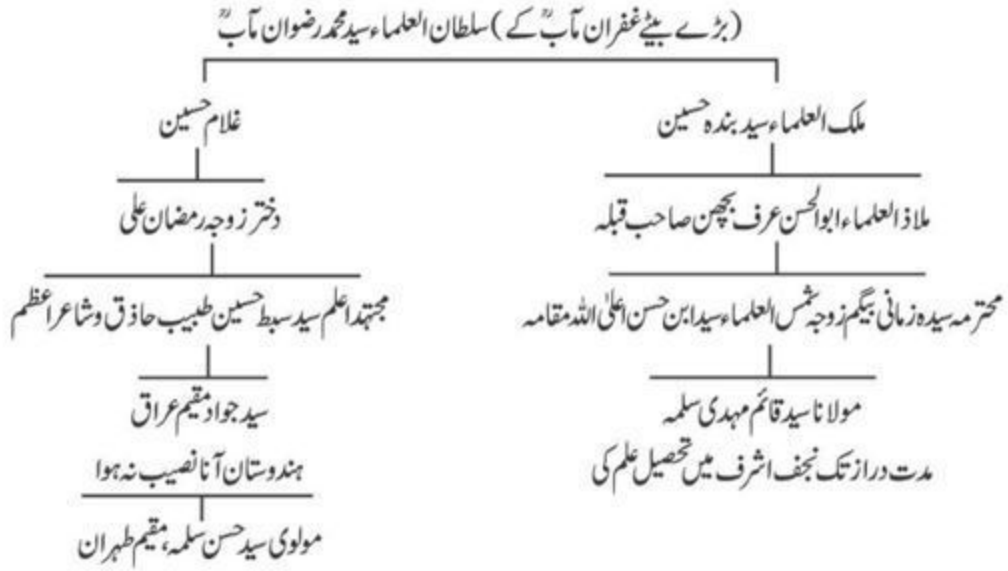 (بڑے بیٹے غفران مآبؒ کے) سلطان العلماء سید محمد رضوان مآبؒ
ملک العلماء سید بندہ حسین
غلام حسین
ملاذ العلماء ابوالحسن عرف بچھن صاحب قبلہ
دختر زوجہ رمضان علی
محترمہ سیدہ زمانی بیگم زوجہ شمس العلماء سید ابن حسن اعلیٰ اللہ مقامہ
مجتہد اعلم سید سبط حسین طبیب حاذق و شاعر اعظم
مولانا سید قائم مہدی سلمہ
سید جواد مقیم عراق
مدت دراز تک نجف اشرف میں تحصیل علم کی
ہندوستان آنا نصیب نہ ہوا
مولوی سید حسن سلمہ، مقیم طہران